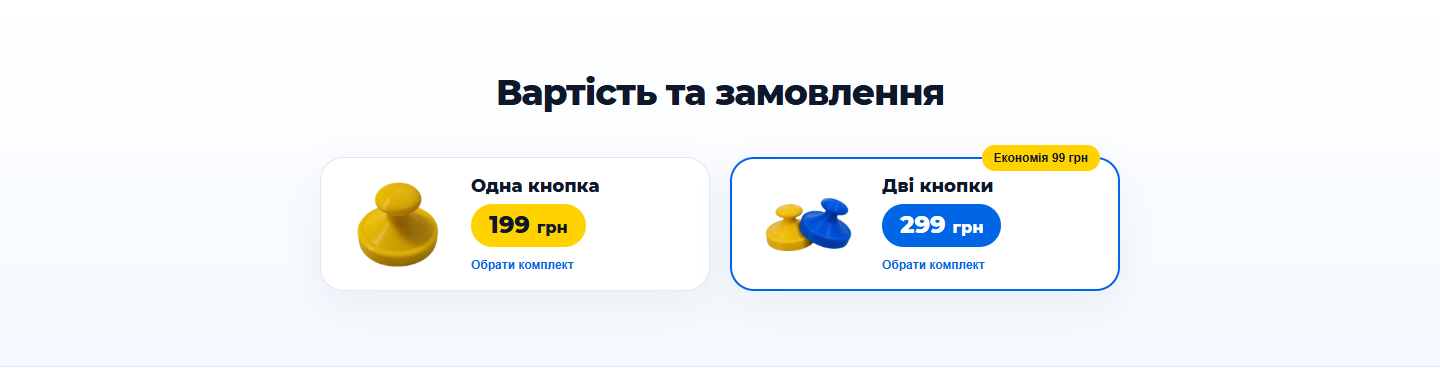 Вартість та замовлення
Одна кнопка
199 грн
Обрати комплект
Економія 99 грн
Дві кнопки
299 грн
Обрати комплект